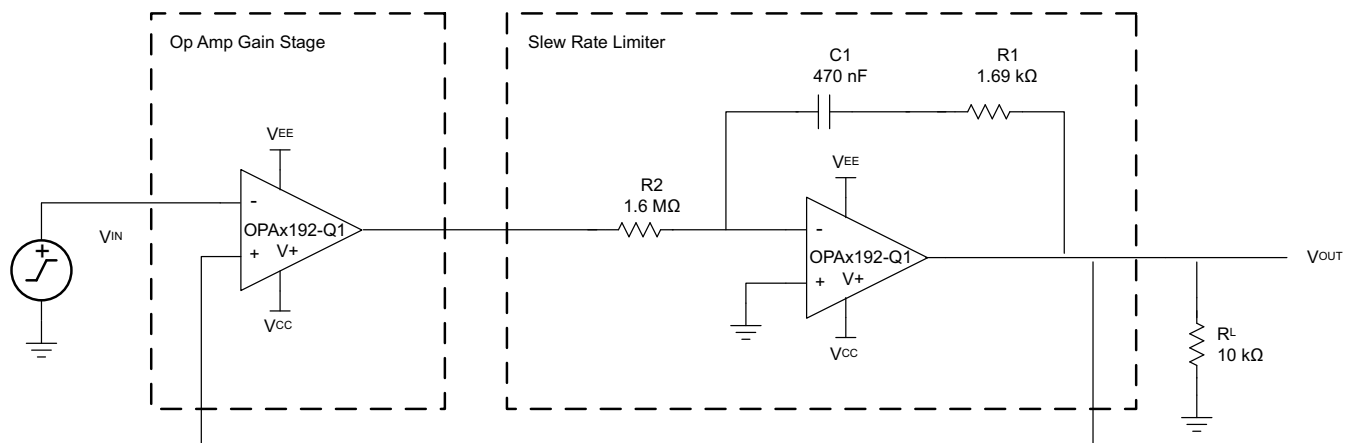 Op Amp Gain Stage
Slew Rate Limiter
C1
470 nF
R1
1.69 kΩ
VEE
VEE
R2
1.6 MΩ
+
VIN
-
OPAx192-Q1
+ V+
-
OPAx192-Q1
+ V+
VOUT
VCC
VCC
RL
10 kΩ